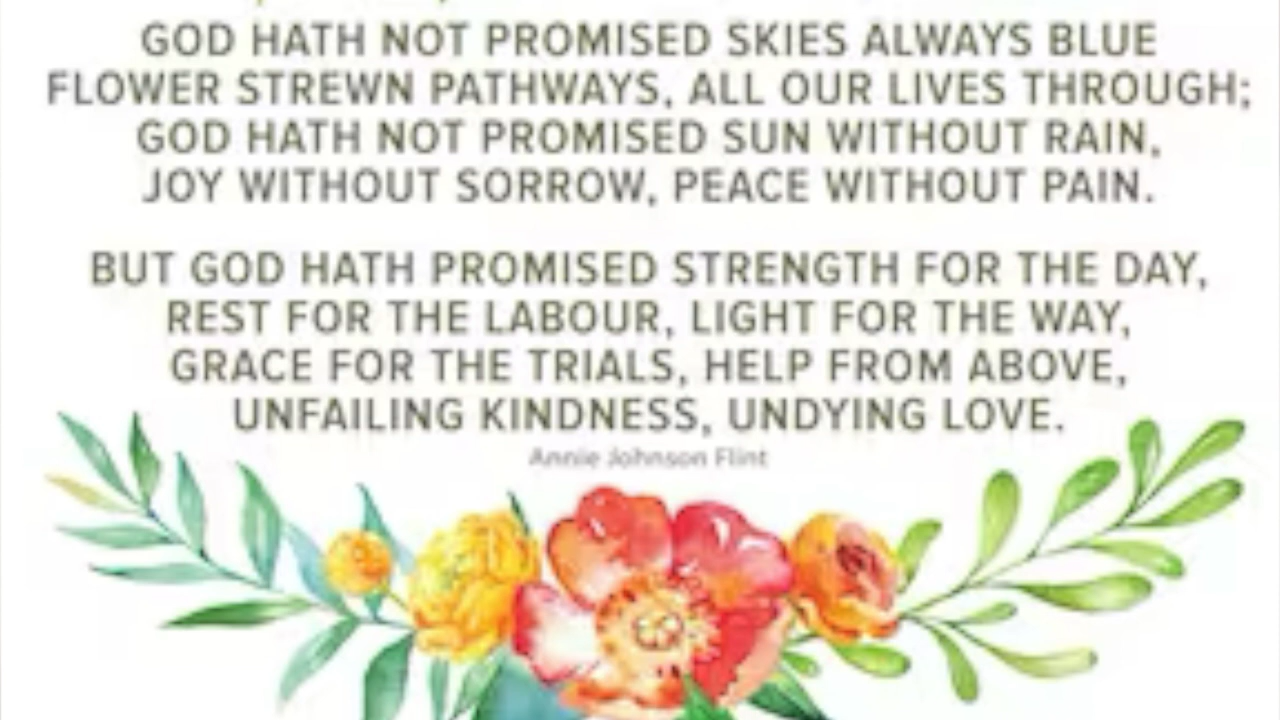 GOD HATH NOT PROMISED SKIES ALWAYS BLUE
FLOWER STREWN PATHWAYS, ALL OUR LIVES THROUGH;
GOD HATH NOT PROMISED SUN WITHOUT RAIN,
JOY WITHOUT SORROW, PEACE WITHOUT PAIN.
BUT GOD HATH PROMISED STRENGTH FOR THE DAY,
REST FOR THE LABOUR, LIGHT FOR THE WAY,
GRACE FOR THE TRIALS, HELP FROM ABOVE,
UNFAILING KINDNESS, UNDYING LOVE.
Annie Johnson Flint